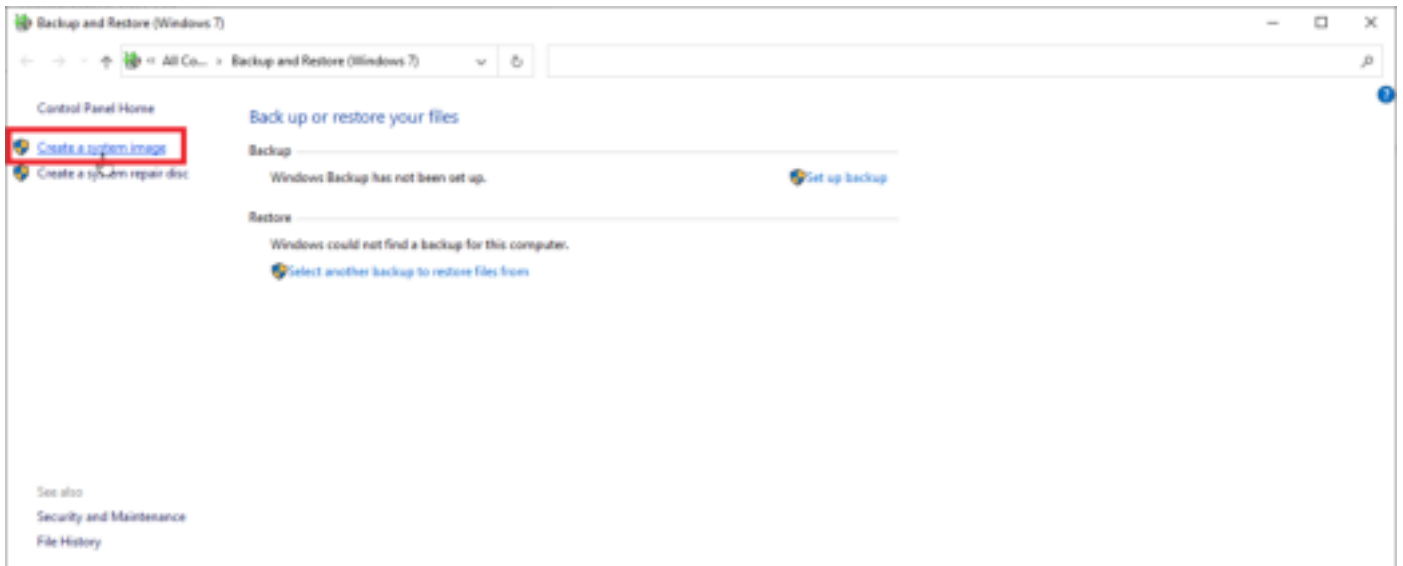 Backup and Restore (Windows 7)
« All Co... > Backup and Restore (Windows 7)
Control Panel Home
Create a system image
Create a system repair disc
Back up or restore your files
Backup
Windows Backup has not been set up.
Set up backup
Restore
Windows could not find a backup for this computer.
Select another backup to restore files from
See also
Security and Maintenance
File History